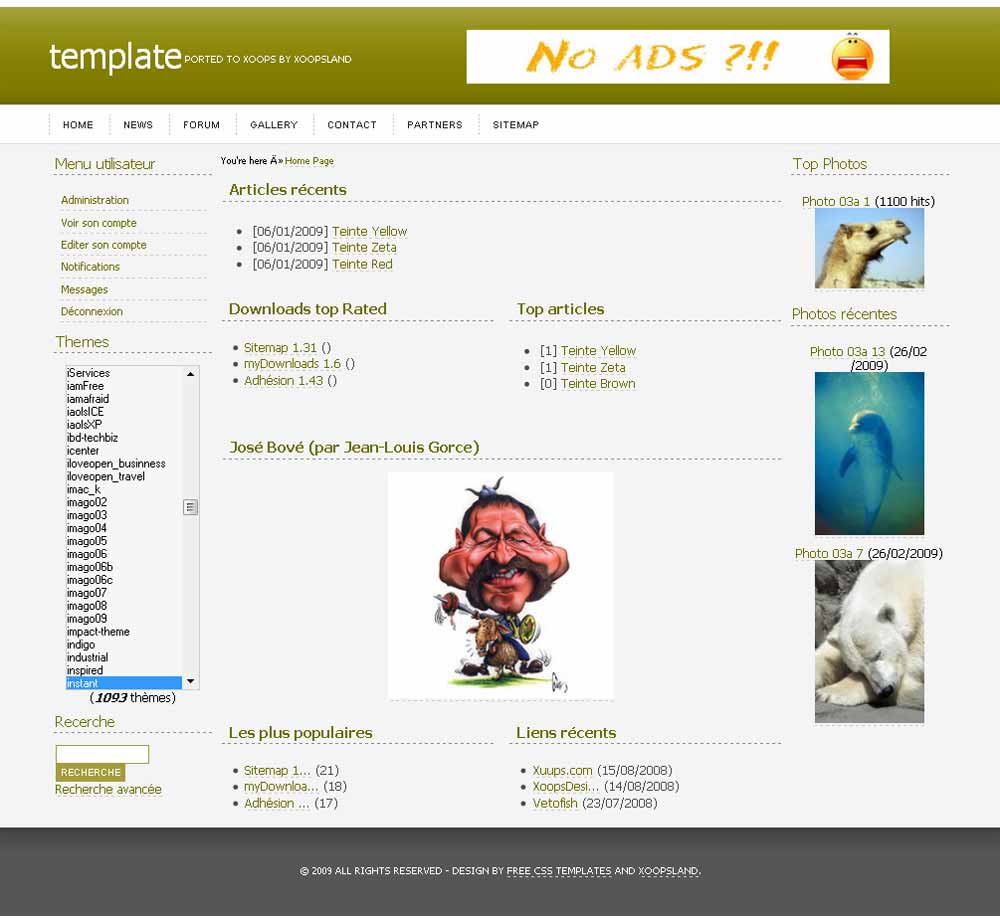 template PORTED TO XOOPS BY XOOPSLAND
No ADS ?!!
HOME NEWS FORUM GALLERY CONTACT PARTNERS SITEMAP
Menu utilisateur
Administration
Voir son compte
Editer son compte
Notifications
Messages
Déconnexion
Themes
iServices
iamFree
iamafraid
iaoIsICE
iaoIsXP
ibd-techbiz
icenter
iloveopen_businness
iloveopen_travel
imac_k
imago02
imago03
imago04
imago05
imago06
imago06b
imago06c
imago07
imago08
imago09
impact-theme
indigo
industrial
inspired
instant
(1093 thèmes)
Recerche
RECHERCHE
Recherche avancée
You're here Â» Home Page
Articles récents
[06/01/2009] Teinte Yellow
[06/01/2009] Teinte Zeta
[06/01/2009] Teinte Red
Downloads top Rated
Sitemap 1.31 ()
myDownloads 1.6 ()
Adhésion 1.43 ()
Top articles
[1] Teinte Yellow
[1] Teinte Zeta
[0] Teinte Brown
José Bové (par Jean-Louis Gorce)
Les plus populaires
Sitemap 1... (21)
myDownloa... (18)
Adhésion ... (17)
Liens récents
Xuups.com (15/08/2008)
XoopsDesi... (14/08/2008)
Vetofish (23/07/2008)
Top Photos
Photo 03a 1 (1100 hits)
Photos récentes
Photo 03a 13 (26/02
/2009)
Photo 03a 7 (26/02/2009)
© 2009 ALL RIGHTS RESERVED - DESIGN BY FREE CSS TEMPLATES AND XOOPSLAND.